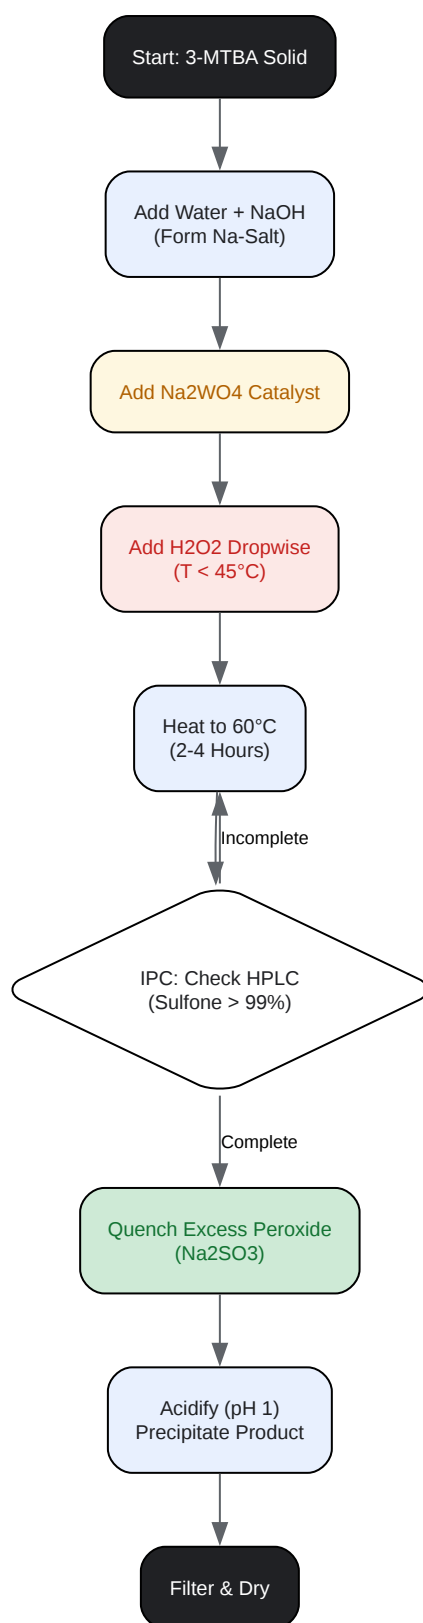 Start: 3-MTBA Solid
Add Water + NaOH
(Form Na-Salt)
Add Na2WO4 Catalyst
Add H2O2 Dropwise
(T < 45°C)
Heat to 60°C
(2-4 Hours)
Incomplete
IPC: Check HPLC
(Sulfone > 99%)
Complete
Quench Excess Peroxide
(Na2SO3)
Acidify (pH 1)
Precipitate Product
Filter & Dry